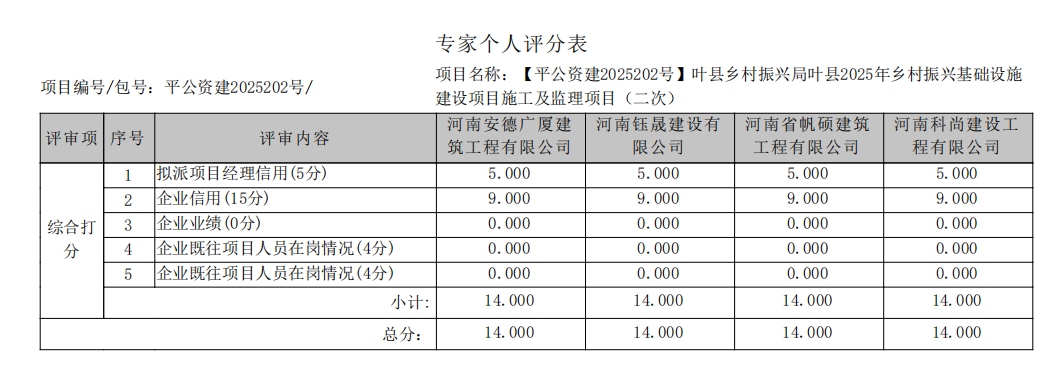 专家个人评分表
项目编号/包号: 平公资建2025202号/
项目名称: 【平公资建2025202号】叶县乡村振兴局叶县2025年乡村振兴基础设施
建设项目施工及监理项目（二次）
评审项 序号 评审内容 河南安德广厦建筑工程有限公司 河南钰晟建设有限公司 河南省帆硕建筑工程有限公司 河南科尚建设工程有限公司
综合打分
1 拟派项目经理信用(5分) 5.000 5.000 5.000 5.000
2 企业信用(15分) 9.000 9.000 9.000 9.000
3 企业业绩(0分) 0.000 0.000 0.000 0.000
4 企业既往项目人员在岗情况(4分) 0.000 0.000 0.000 0.000
5 企业既往项目人员在岗情况(4分) 0.000 0.000 0.000 0.000
小计: 14.000 14.000 14.000 14.000
总分: 14.000 14.000 14.000 14.000